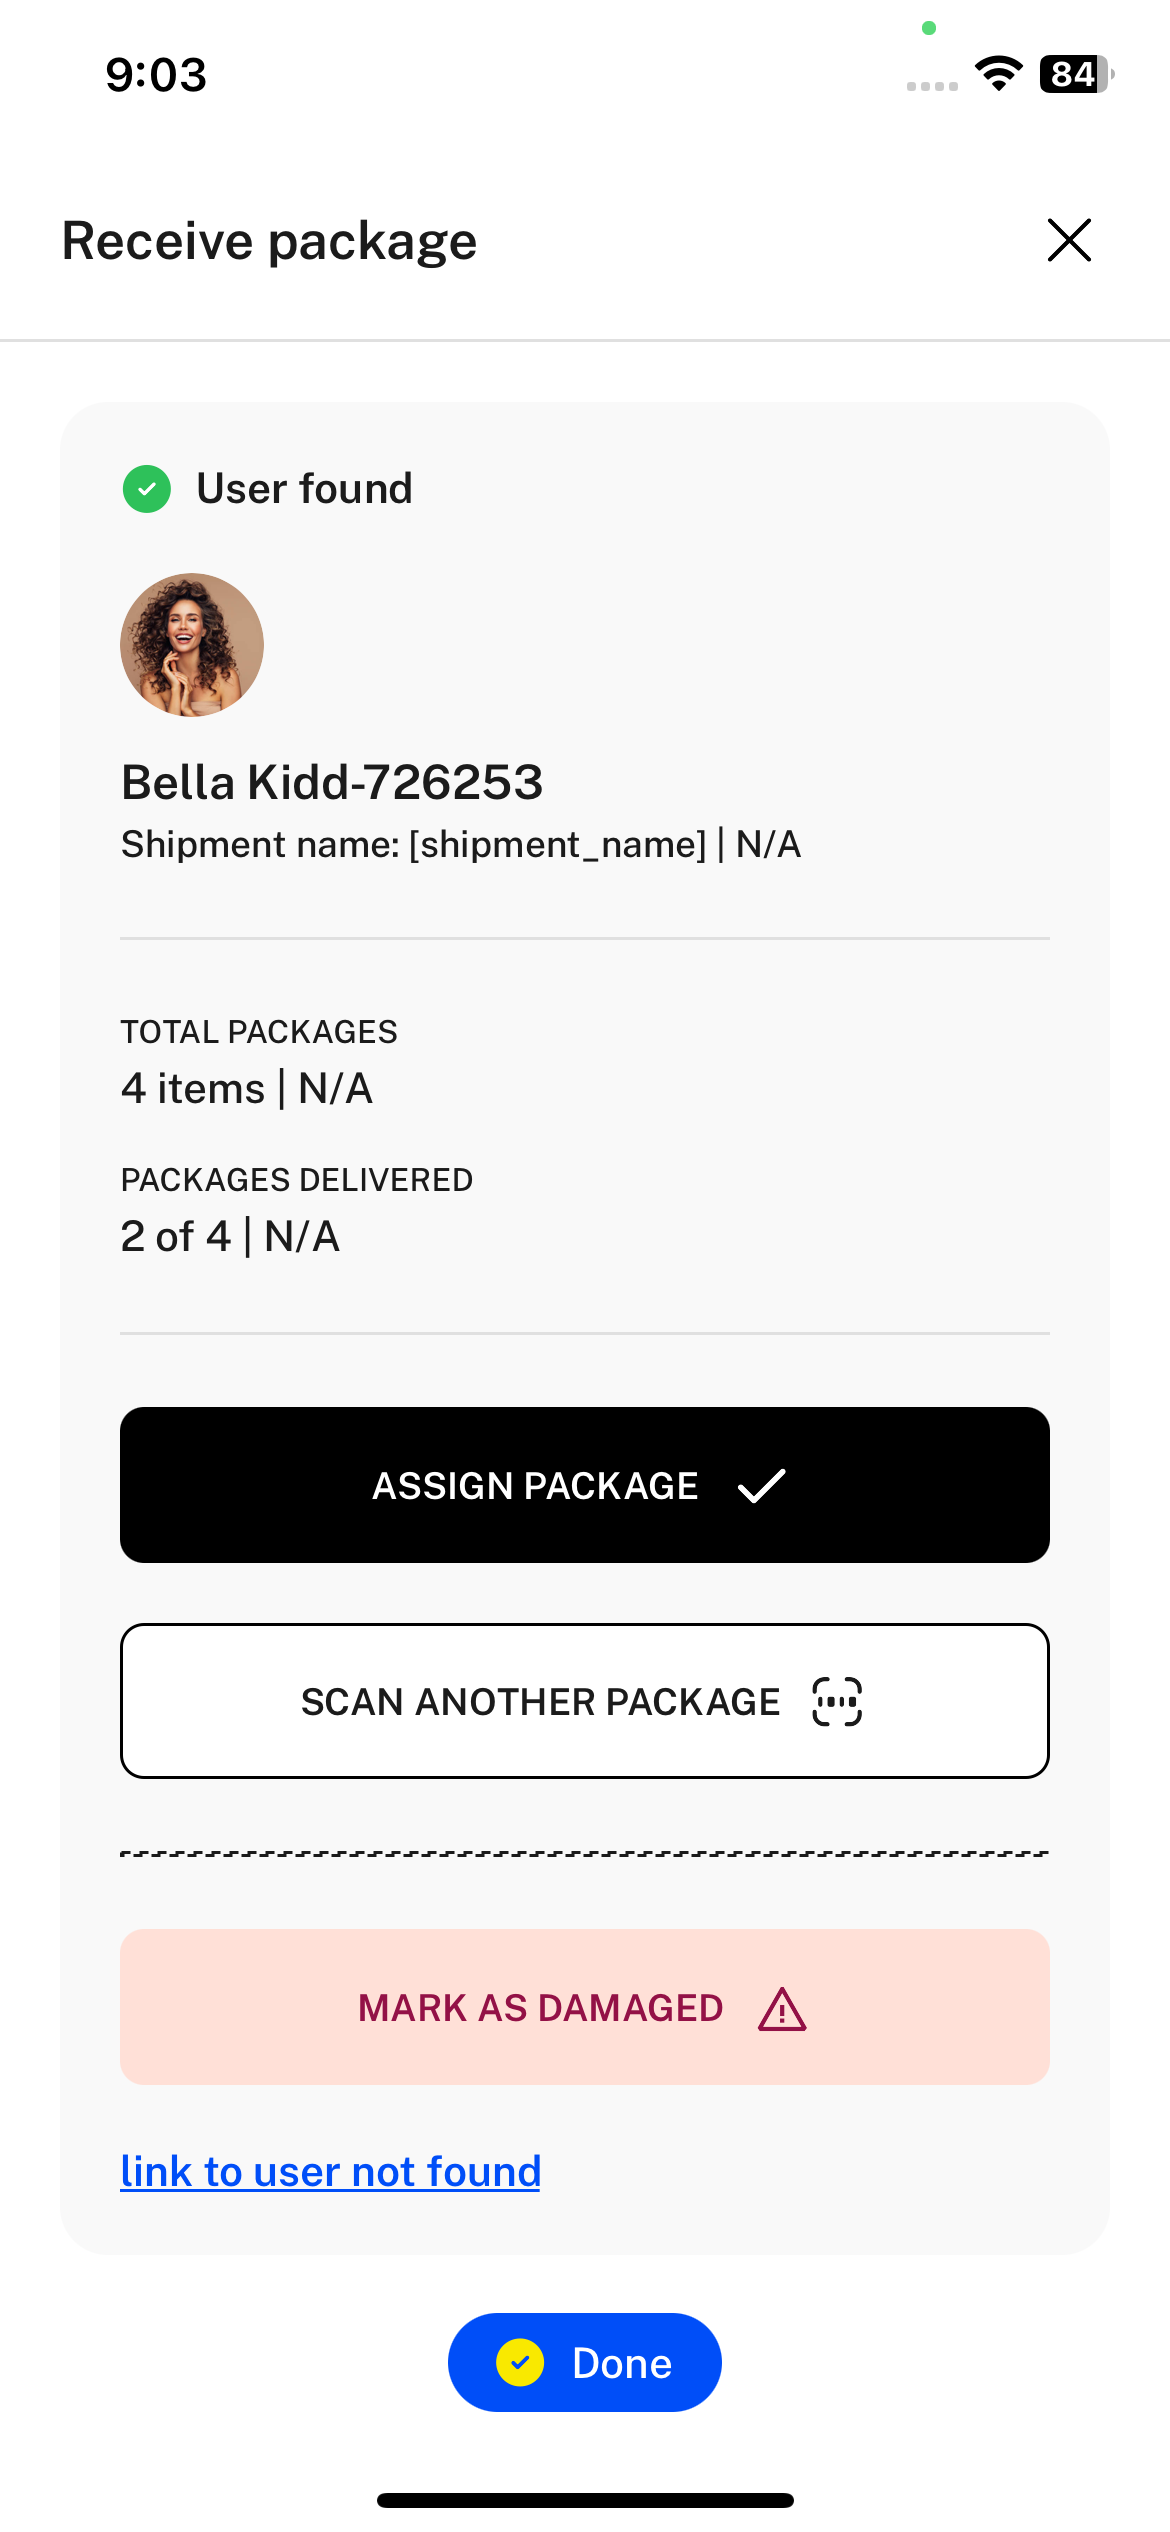 9:03
84
Receive package
User found
Bella Kidd-726253
Shipment name: [shipment_name] | N/A
TOTAL PACKAGES
4 items | N/A
PACKAGES DELIVERED
2 of 4 | N/A
ASSIGN PACKAGE
SCAN ANOTHER PACKAGE
MARK AS DAMAGED
link to user not found
Done